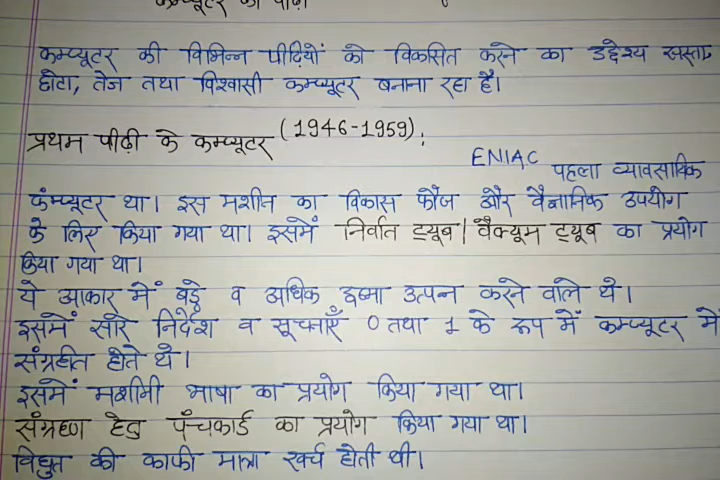 कम्प्यूटर की पीढ़ी
कम्प्यूटर की विभिन्न पीढ़ियों को विकसित करने का उद्देश्य सस्ता,
छोटा, तेज तथा विश्वासी कम्प्यूटर बनाना रहा है।
प्रथम पीढ़ी के कम्प्यूटर (1946-1959);
ENIAC पहला व्यावसायिक
कंम्प्यूटर था। इस मशीन का विकास फौज और वैज्ञानिक उपयोग
के लिए किया गया था। इसमें निर्वात ट्यूब/वैक्यूम ट्यूब का प्रयोग
किया गया था।
ये आकार में बड़े व अधिक ऊष्मा उत्पन्न करने वाले थे।
इसमें सारे निर्देश व सूचनाएँ 0 तथा 1 के रूप में कम्प्यूटर में
संग्रहीत होते थे।
इसमें मशीनी भाषा का प्रयोग किया गया था।
संग्रहण हेतु पंचकार्ड का प्रयोग किया गया था।
विधुत की काफी मात्रा खर्च होती थी।